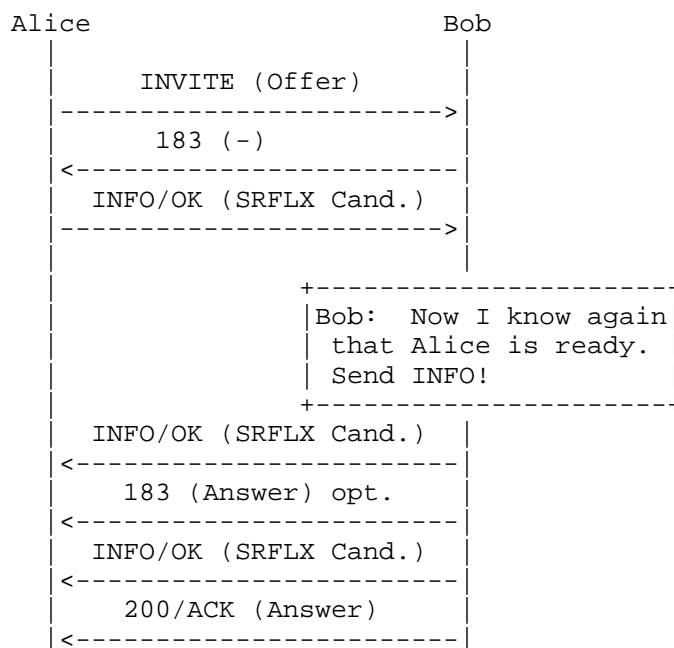 Alice Bob
INVITE (Offer)
183 (-)
INFO/OK (SRFLX Cand.)
Bob: Now I know again
that Alice is ready.
Send INFO!
INFO/OK (SRFLX Cand.)
183 (Answer) opt.
INFO/OK (SRFLX Cand.)
200/ACK (Answer)